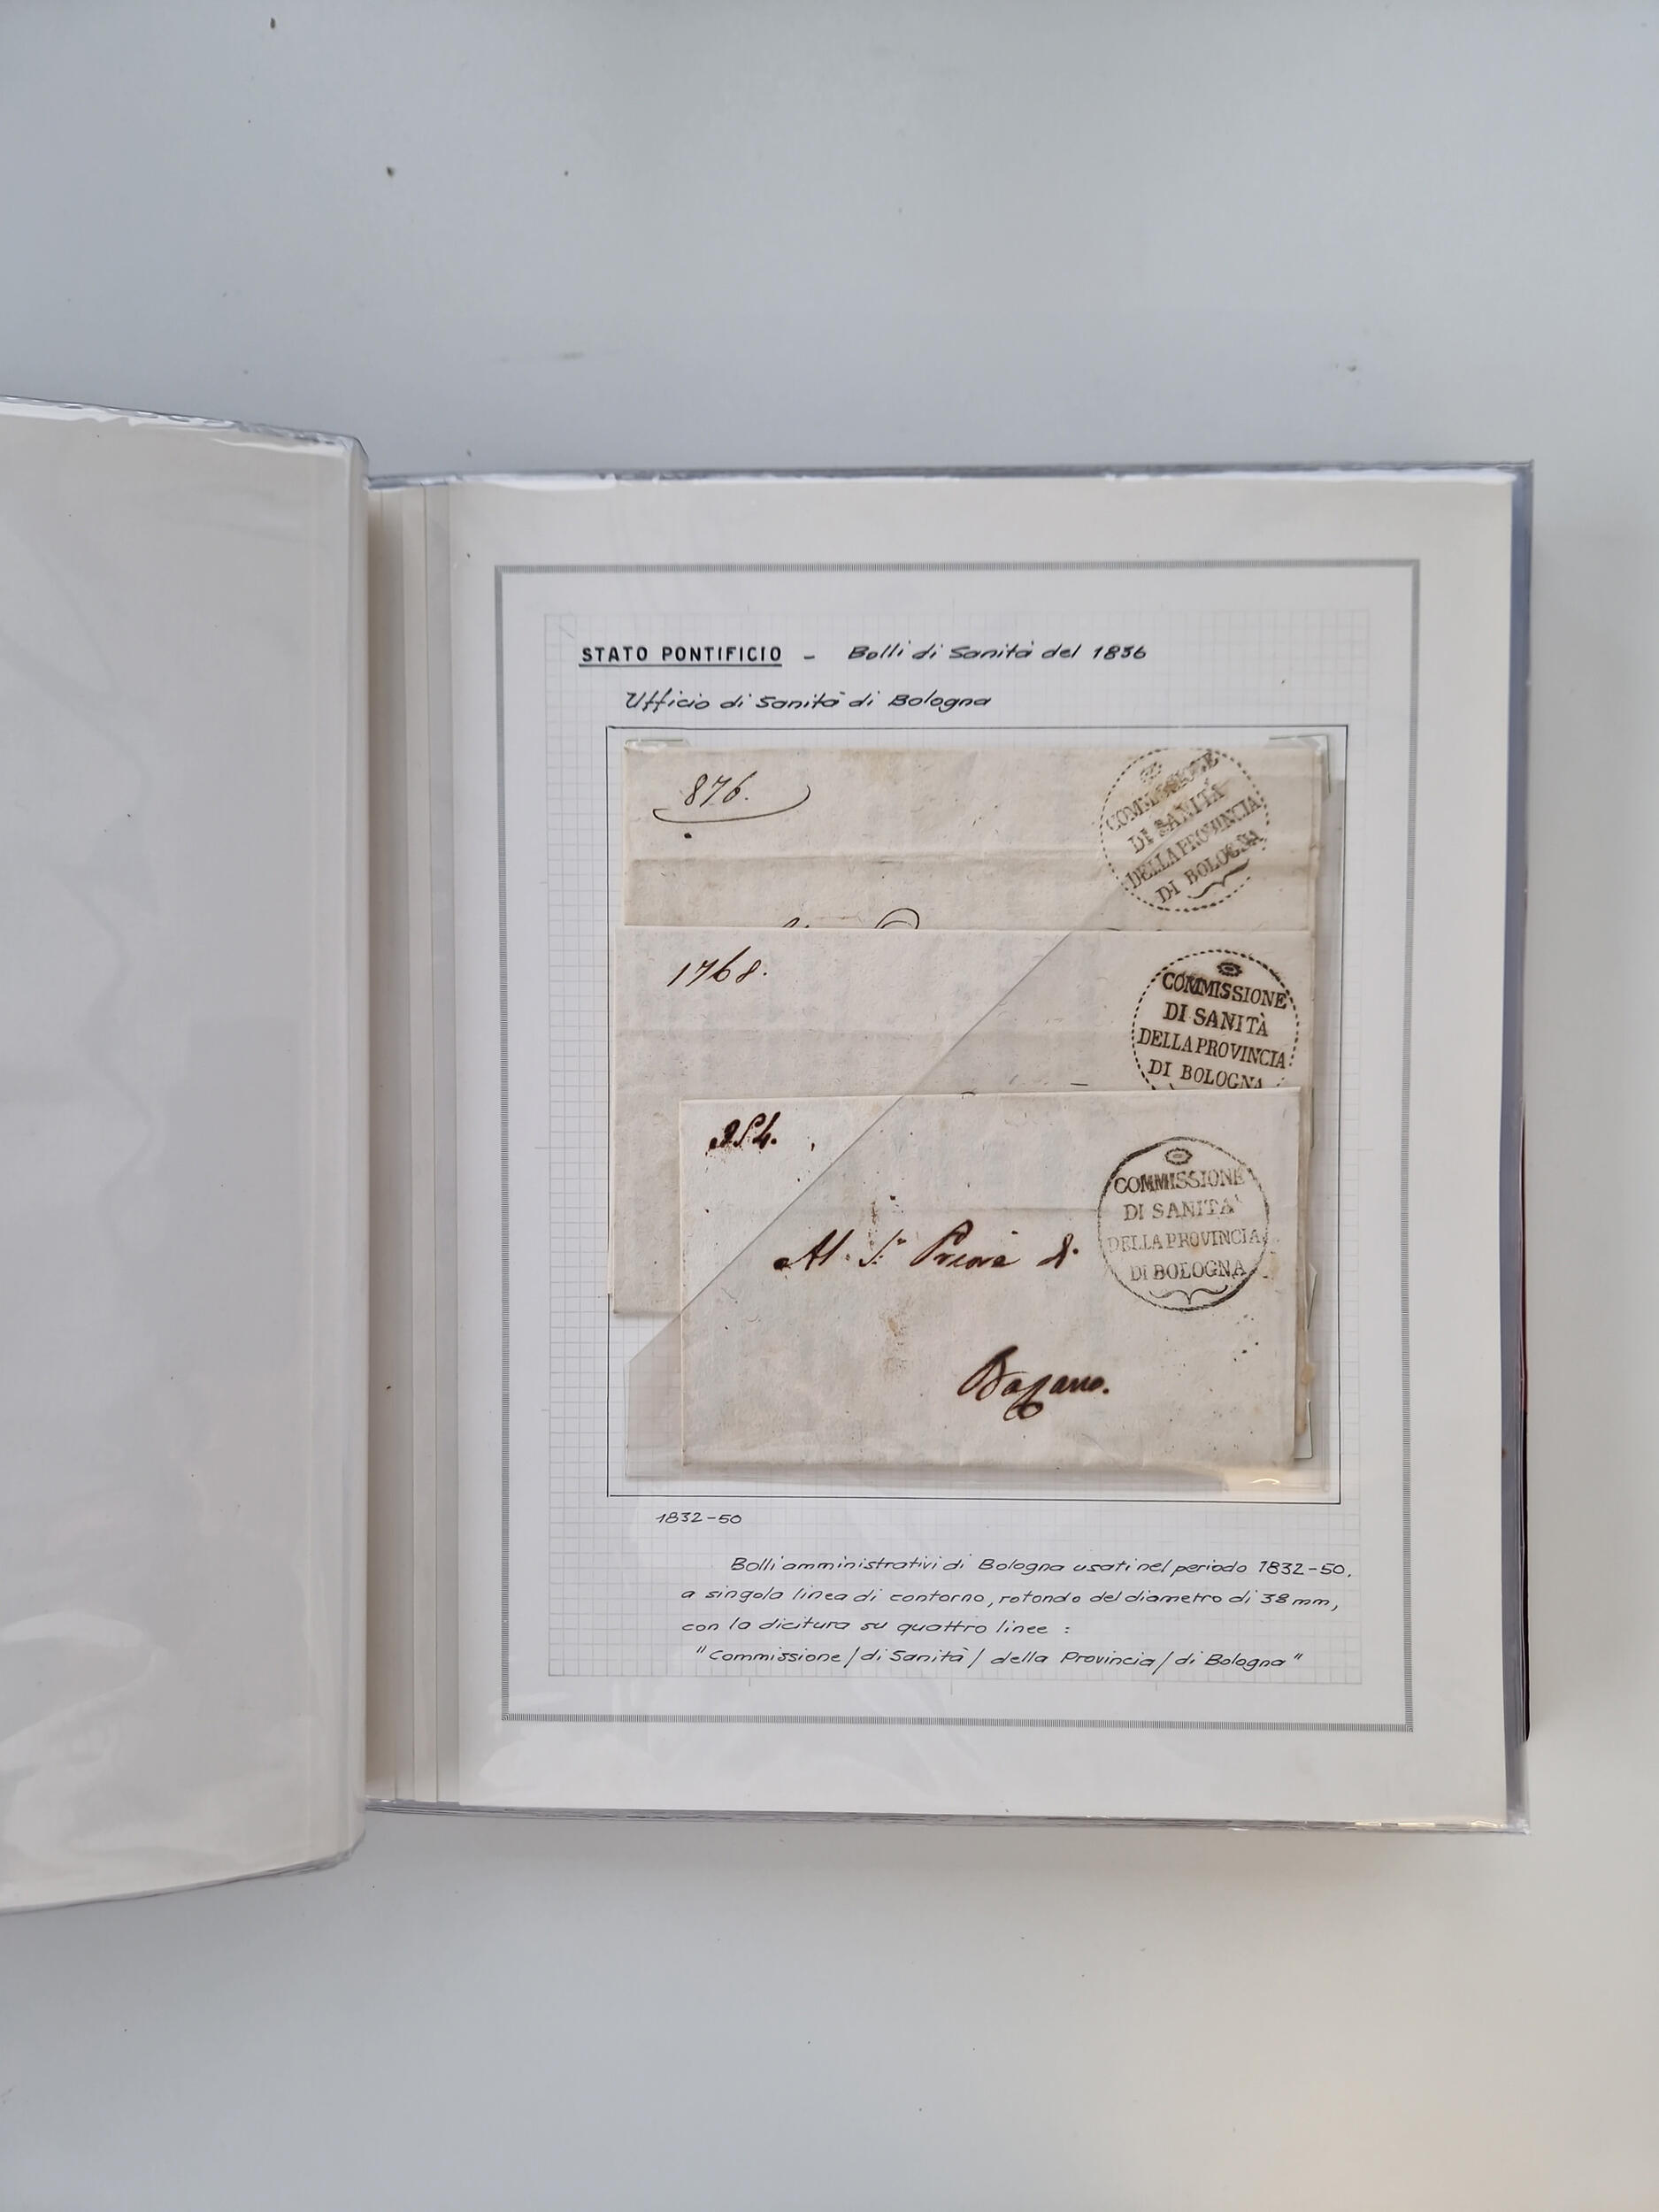 STATO PONTIFICIO - Bolli di Sanità del 1836
Ufficio di Sanità di Bologna
876.
COMMISSIONE
DI SANITÀ
DELLA PROVINCIA
DI BOLOGNA
1768.
COMMISSIONE
DI SANITÀ
DELLA PROVINCIA
DI BOLOGNA
COMMISSIONE
DI SANITA'
DELLA PROVINCIA
DI BOLOGNA
Al
Bazzano.
1832-50
Bolli amministrativi di Bologna usati nel periodo 1832-50,
a singola linea di contorno, rotondo del diametro di 38 mm,
con la dicitura su quattro linee :
"Commissione/di Sanità/ della Provincia/di Bologna"